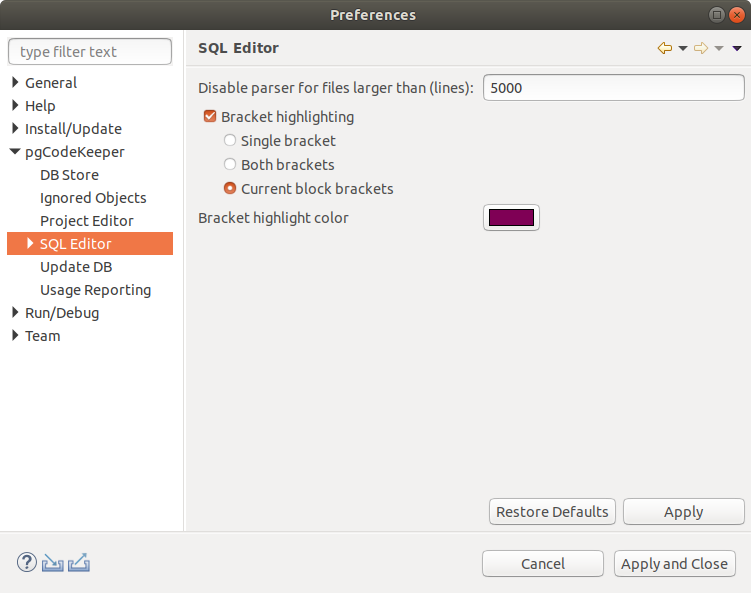 Preferences
type filter text
General
Help
Install/Update
pgCodeKeeper
DB Store
Ignored Objects
Project Editor
SQL Editor
Update DB
Usage Reporting
Run/Debug
Team
SQL Editor
Disable parser for files larger than (lines): 5000
Bracket highlighting
Single bracket
Both brackets
Current block brackets
Bracket highlight color
Restore Defaults Apply
? Cancel Apply and Close